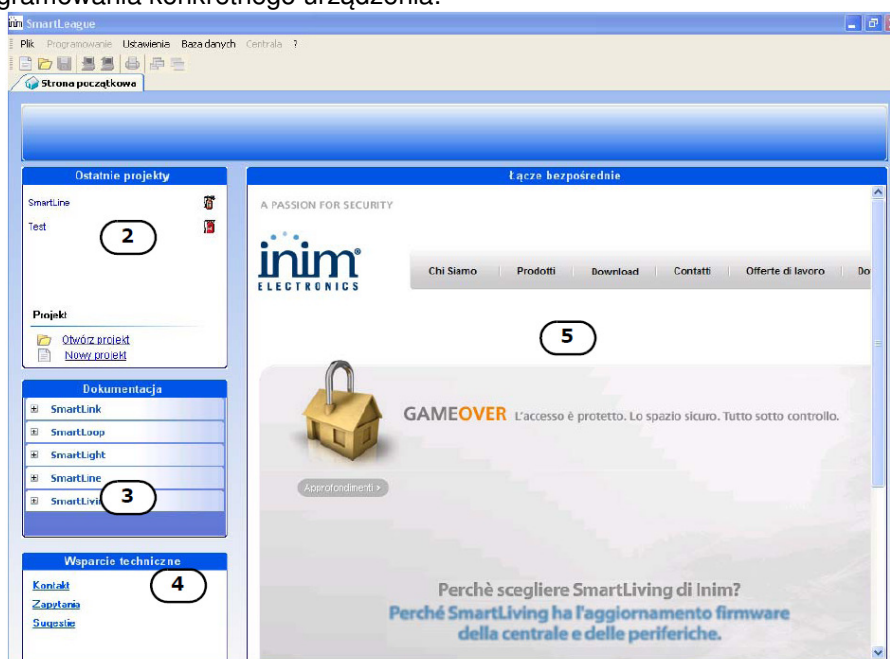 gramowania konkretnego urządzenia.
inim SmartLeague
Plik Programowanie Ustawienia Baza danych Centrala ?
Strona początkowa
Ostatnie projekty
SmartLine
Test
2
Projekt
Otwórz projekt
Nowy projekt
Dokumentacja
SmartLink
SmartLoop
SmartLight
SmartLine
SmartLivi
3
Wsparcie techniczne
4
Kontakt
Zapytania
Sugestie
Łącze bezpośrednie
A PASSION FOR SECURITY
inim®
ELECTRONICS
Chi Siamo Prodotti Download Contatti Offerte di lavoro Do
5
GAMEOVER L'accesso è protetto. Lo spazio sicuro. Tutto sotto controllo.
Approfondimenti >
Perchè scegliere SmartLiving di Inim?
Perché SmartLiving ha l'aggiornamento firmware
della centrale e delle periferiche.